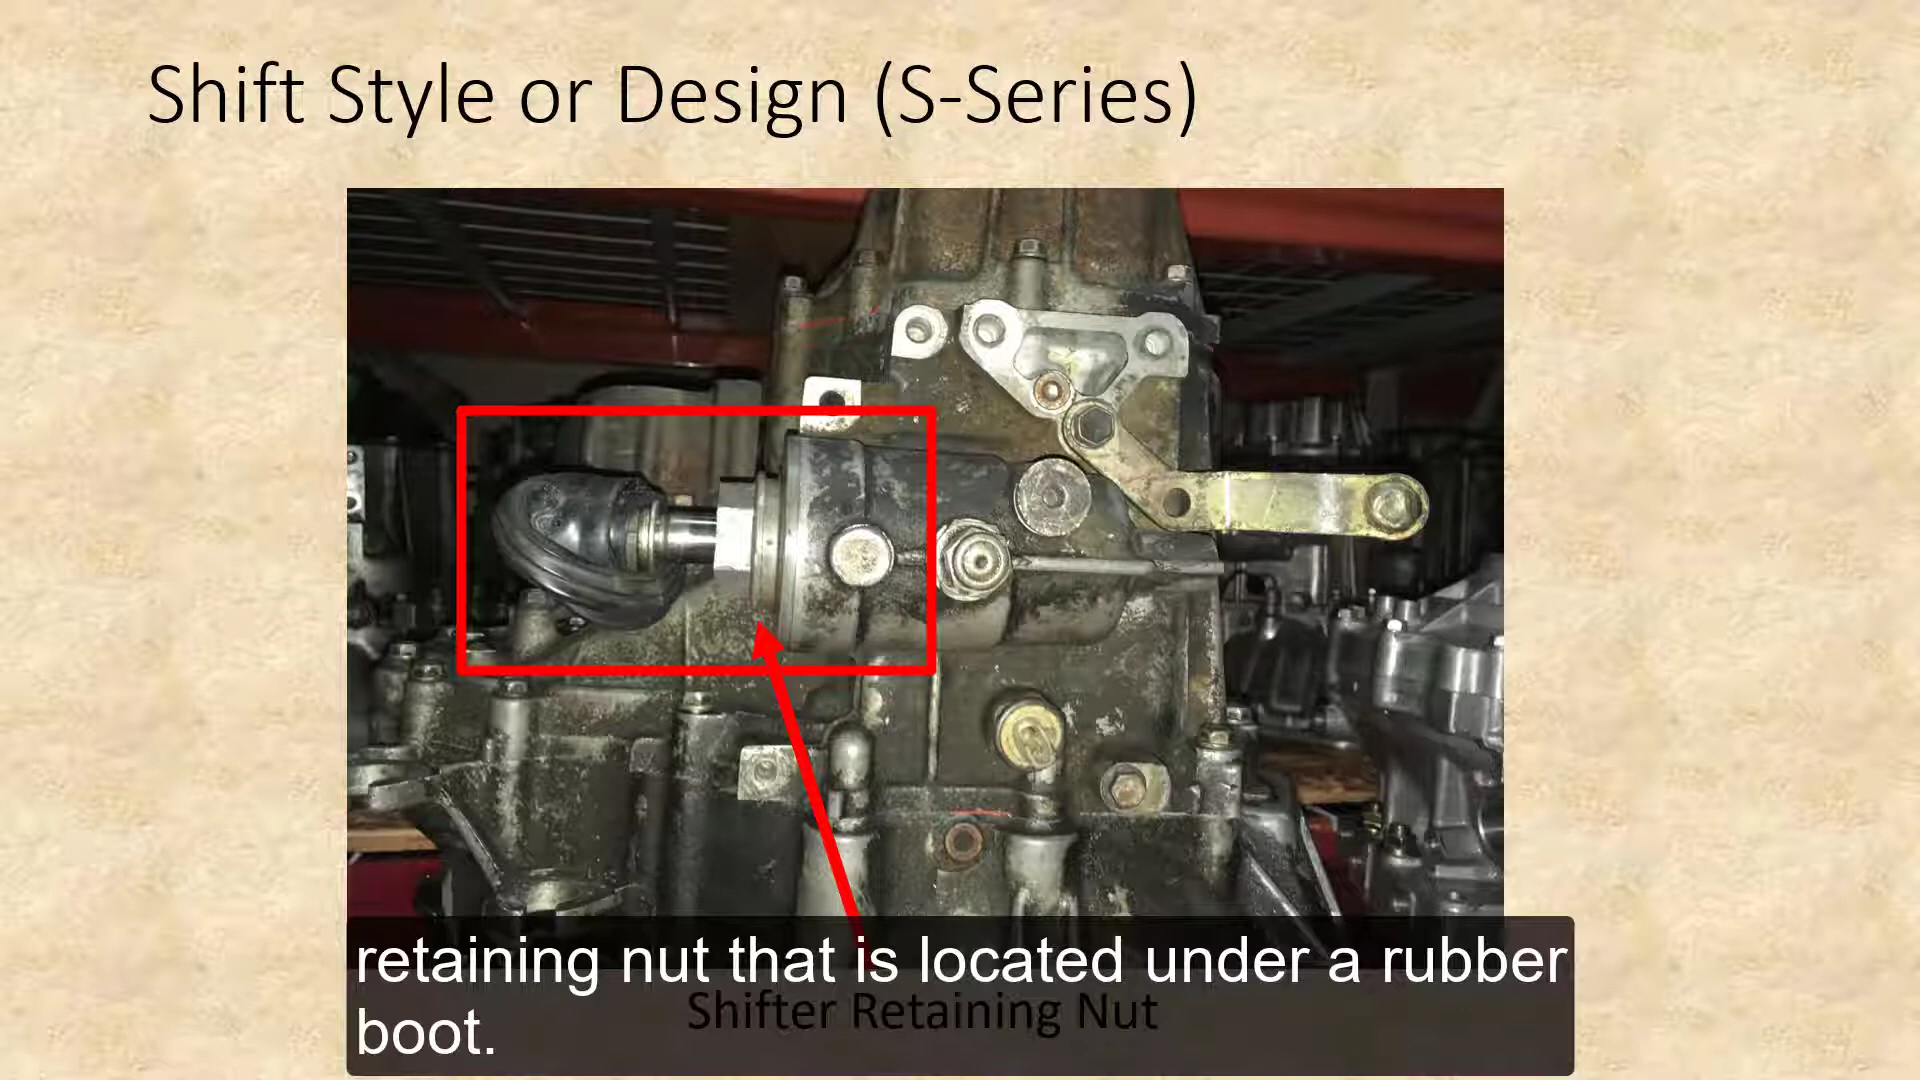 Shift Style or Design (S-Series)
retaining nut that is located under a rubber
boot.
Shifter Retaining Nut